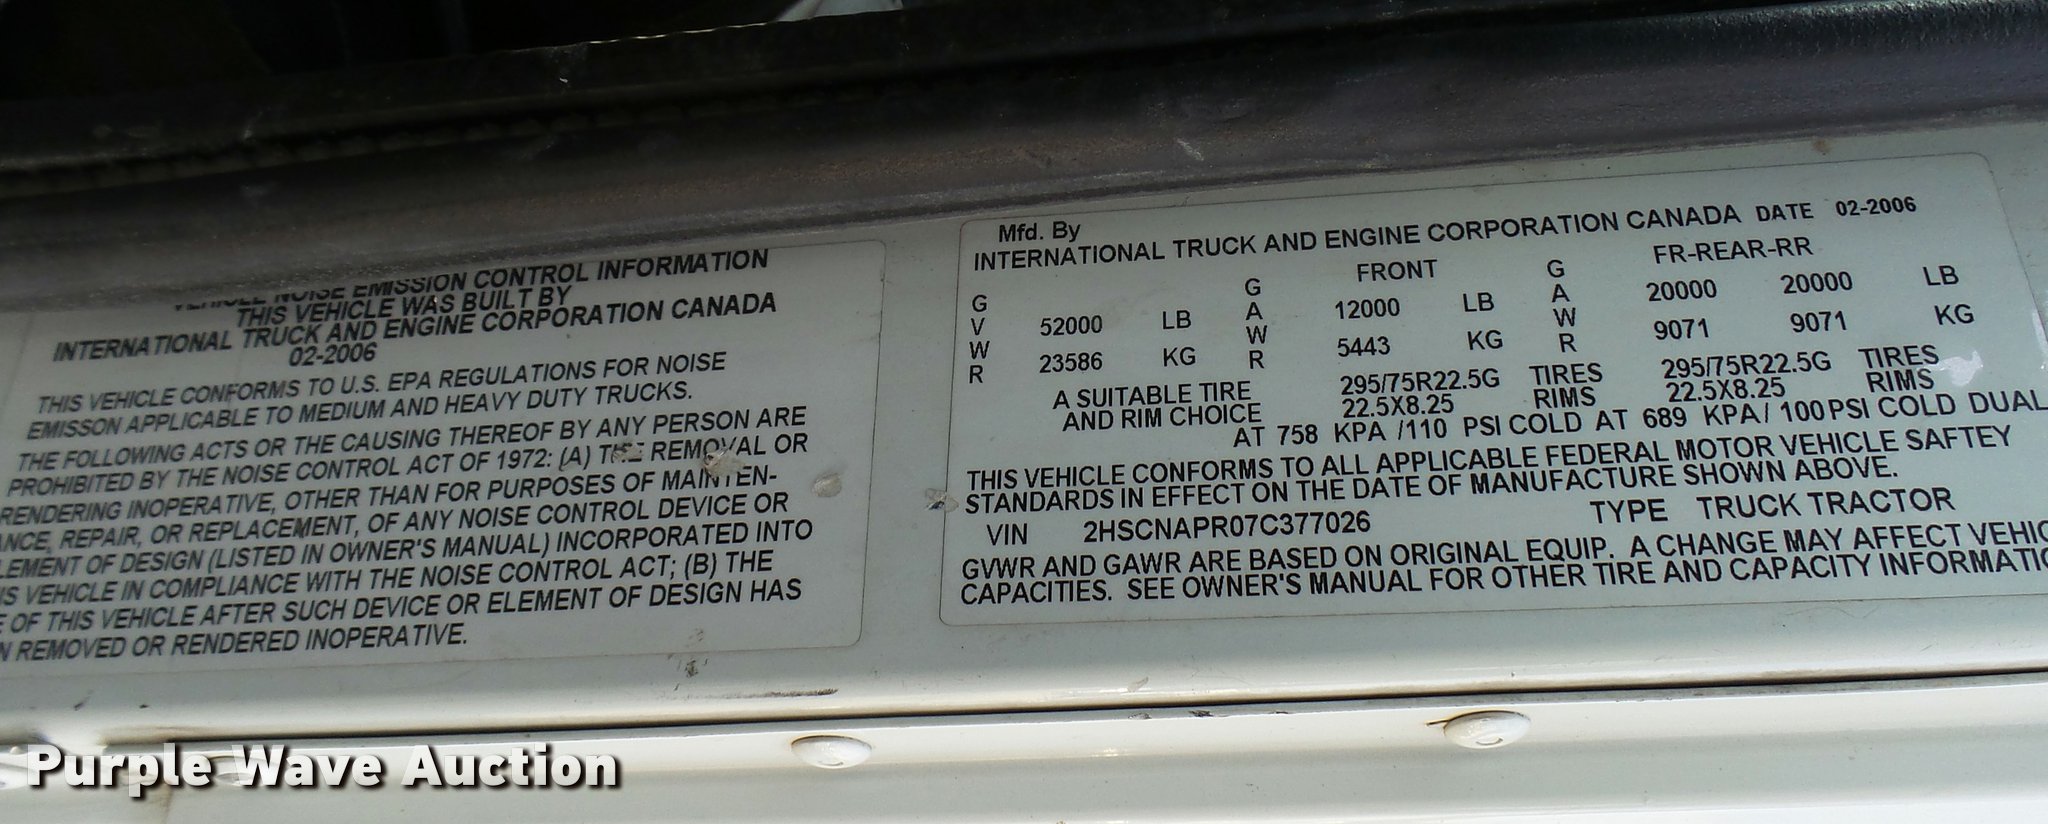 VEHICLE NOISE EMISSION CONTROL INFORMATION
THIS VEHICLE WAS BUILT BY
INTERNATIONAL TRUCK AND ENGINE CORPORATION CANADA
02-2006
THIS VEHICLE CONFORMS TO U.S. EPA REGULATIONS FOR NOISE
EMISSON APPLICABLE TO MEDIUM AND HEAVY DUTY TRUCKS.
THE FOLLOWING ACTS OR THE CAUSING THEREOF BY ANY PERSON ARE
PROHIBITED BY THE NOISE CONTROL ACT OF 1972: (A) THE REMOVAL OR
RENDERING INOPERATIVE, OTHER THAN FOR PURPOSES OF MAINTEN-
ANCE, REPAIR, OR REPLACEMENT, OF ANY NOISE CONTROL DEVICE OR
LEMENT OF DESIGN (LISTED IN OWNER'S MANUAL) INCORPORATED INTO
IS VEHICLE IN COMPLIANCE WITH THE NOISE CONTROL ACT; (B) THE
E OF THIS VEHICLE AFTER SUCH DEVICE OR ELEMENT OF DESIGN HAS
N REMOVED OR RENDERED INOPERATIVE.
Mfd. By
INTERNATIONAL TRUCK AND ENGINE CORPORATION CANADA DATE 02-2006
FRONT FR-REAR-RR
GVWR 52000 LB GAWR 12000 LB GAWR 20000 20000 LB
23586 KG 5443 KG 9071 9071 KG
A SUITABLE TIRE 295/75R22.5G TIRES 295/75R22.5G TIRES
AND RIM CHOICE 22.5X8.25 RIMS 22.5X8.25 RIMS
AT 758 KPA /110 PSI COLD AT 689 KPA/ 100PSI COLD DUAL
THIS VEHICLE CONFORMS TO ALL APPLICABLE FEDERAL MOTOR VEHICLE SAFTEY
STANDARDS IN EFFECT ON THE DATE OF MANUFACTURE SHOWN ABOVE.
VIN 2HSCNAPR07C377026 TYPE TRUCK TRACTOR
GVWR AND GAWR ARE BASED ON ORIGINAL EQUIP. A CHANGE MAY AFFECT VEHIC
CAPACITIES. SEE OWNER'S MANUAL FOR OTHER TIRE AND CAPACITY INFORMATIO
Purple Wave Auction